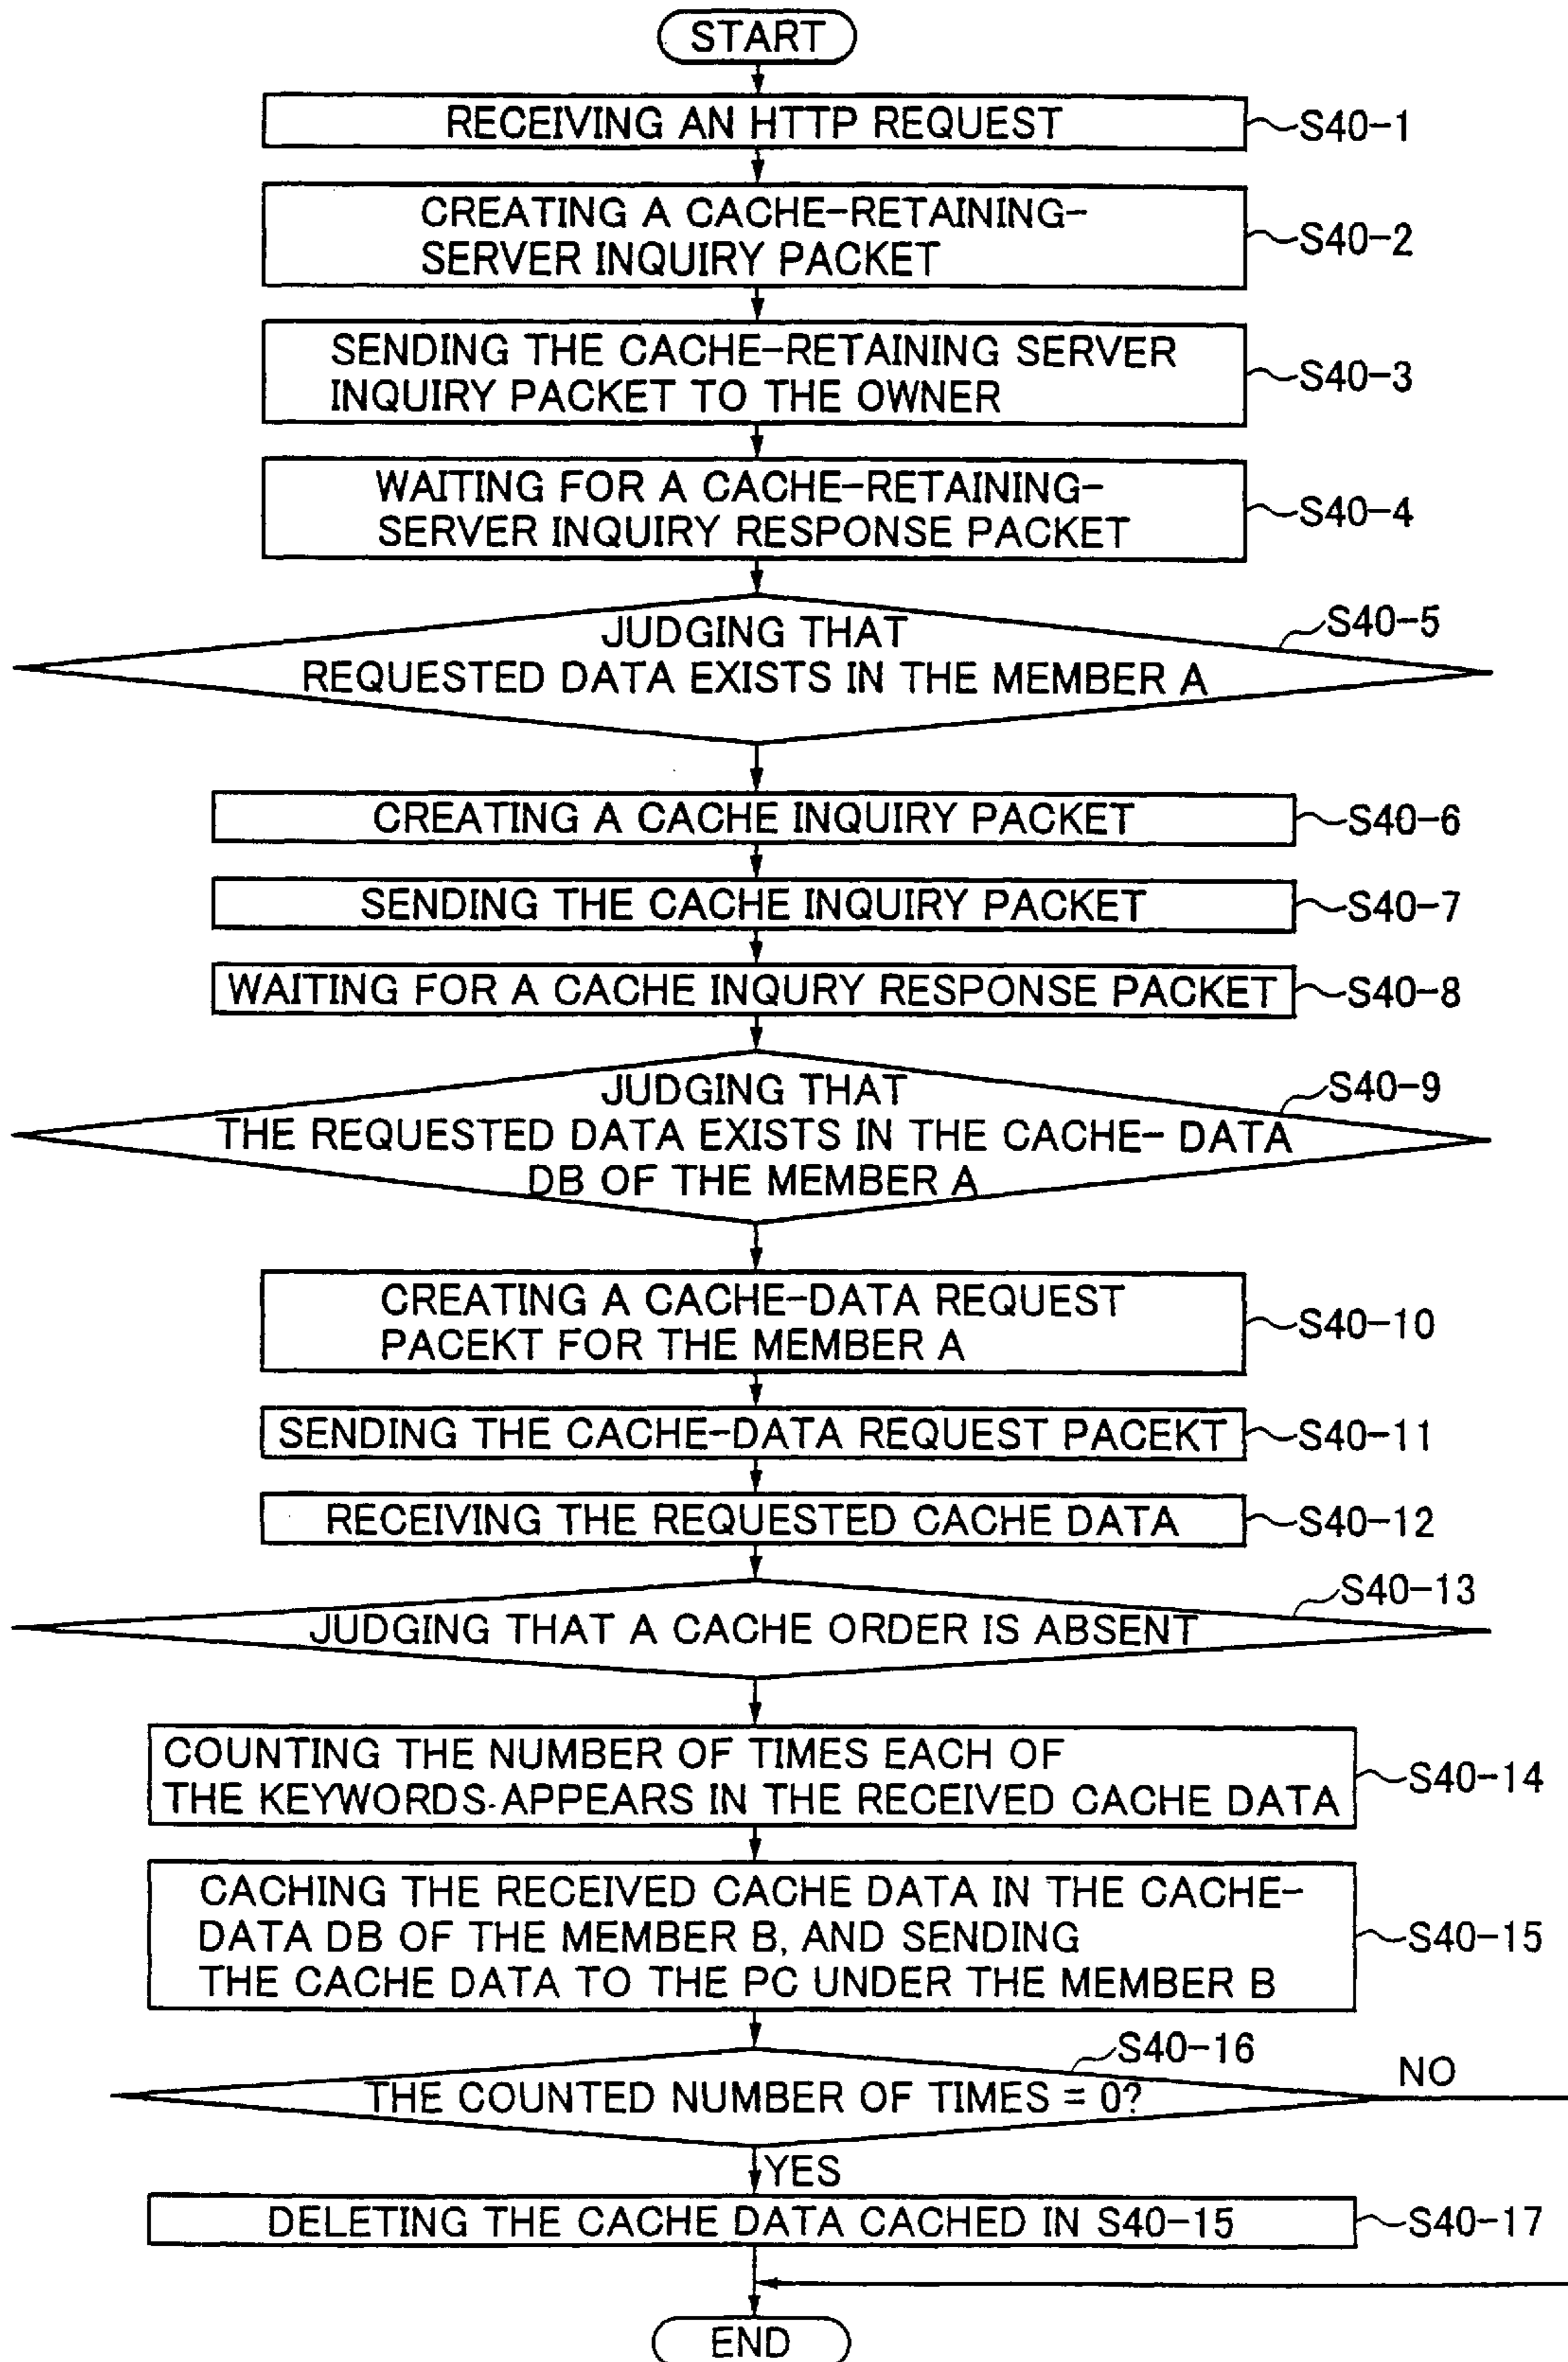 START
RECEIVING AN HTTP REQUEST
S40-1
CREATING A CACHE-RETAINING-
SERVER INQUIRY PACKET
S40-2
SENDING THE CACHE-RETAINING SERVER
INQUIRY PACKET TO THE OWNER
S40-3
WAITING FOR A CACHE-RETAINING-
SERVER INQUIRY RESPONSE PACKET
S40-4
JUDGING THAT
REQUESTED DATA EXISTS IN THE MEMBER A
S40-5
CREATING A CACHE INQUIRY PACKET
S40-6
SENDING THE CACHE INQUIRY PACKET
S40-7
WAITING FOR A CACHE INQURY RESPONSE PACKET
S40-8
JUDGING THAT
THE REQUESTED DATA EXISTS IN THE CACHE- DATA
DB OF THE MEMBER A
S40-9
CREATING A CACHE-DATA REQUEST
PACEKT FOR THE MEMBER A
S40-10
SENDING THE CACHE-DATA REQUEST PACEKT
S40-11
RECEIVING THE REQUESTED CACHE DATA
S40-12
JUDGING THAT A CACHE ORDER IS ABSENT
S40-13
COUNTING THE NUMBER OF TIMES EACH OF
THE KEYWORDS APPEARS IN THE RECEIVED CACHE DATA
S40-14
CACHING THE RECEIVED CACHE DATA IN THE CACHE-
DATA DB OF THE MEMBER B, AND SENDING
THE CACHE DATA TO THE PC UNDER THE MEMBER B
S40-15
THE COUNTED NUMBER OF TIMES = 0?
S40-16
NO
YES
DELETING THE CACHE DATA CACHED IN S40-15
S40-17
END